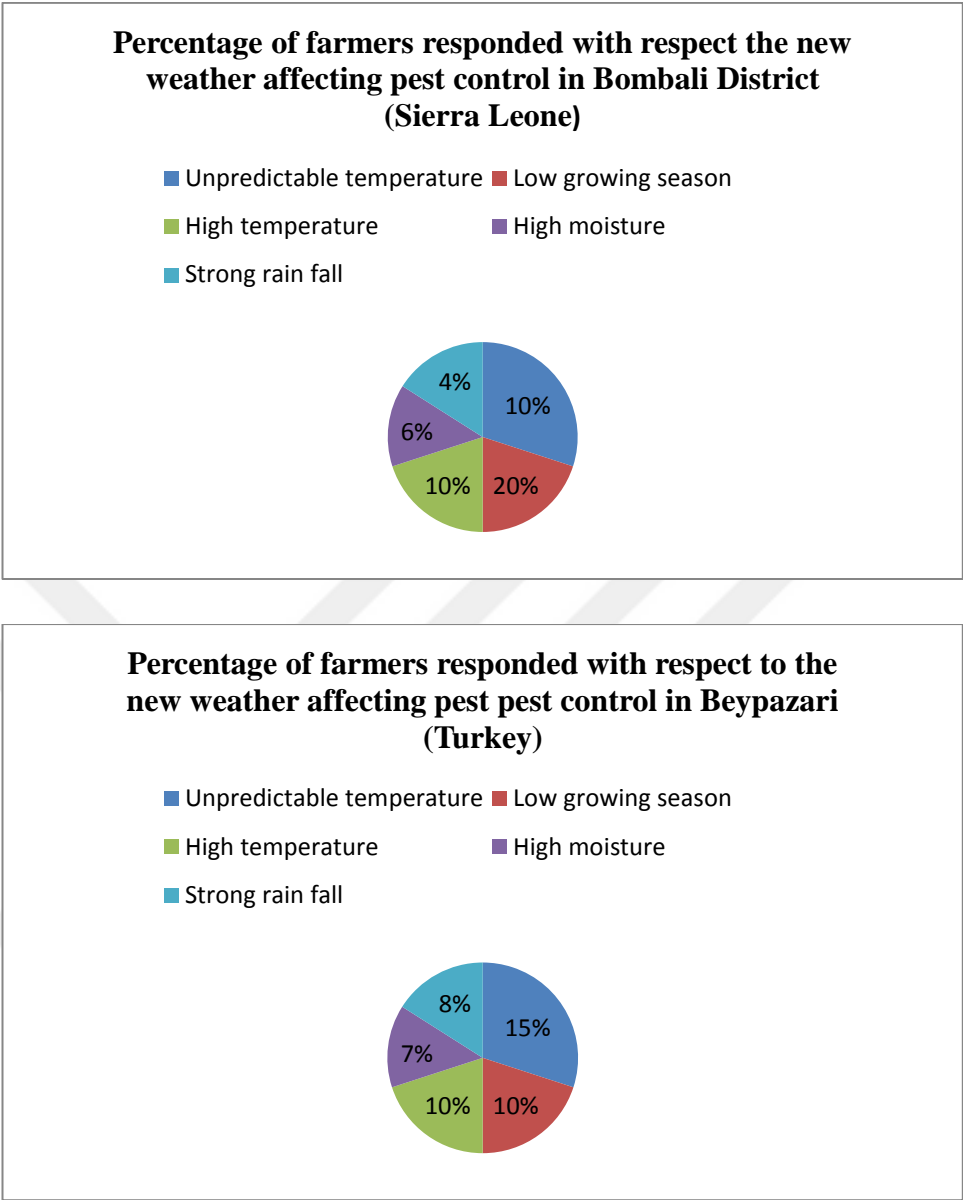 Percentage of farmers responded with respect the new
weather affecting pest control in Bombali District
(Sierra Leone)
Unpredictable temperature Low growing season
High temperature High moisture
Strong rain fall
4% 10%
6%
10% 20%
Percentage of farmers responded with respect to the
new weather affecting pest pest control in Beypazari
(Turkey)
Unpredictable temperature Low growing season
High temperature High moisture
Strong rain fall
8% 15%
7%
10% 10%